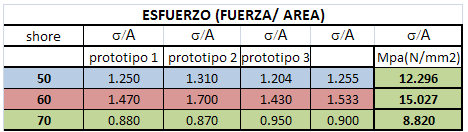 ESFUERZO (FUERZA/ AREA)
shore σ/A σ/A σ/A σ/A σ/A
prototipo 1 prototipo 2 prototipo 3 Mpa(N/mm2)
50 1.250 1.310 1.204 1.255 12.296
60 1.470 1.700 1.430 1.533 15.027
70 0.880 0.870 0.950 0.900 8.820